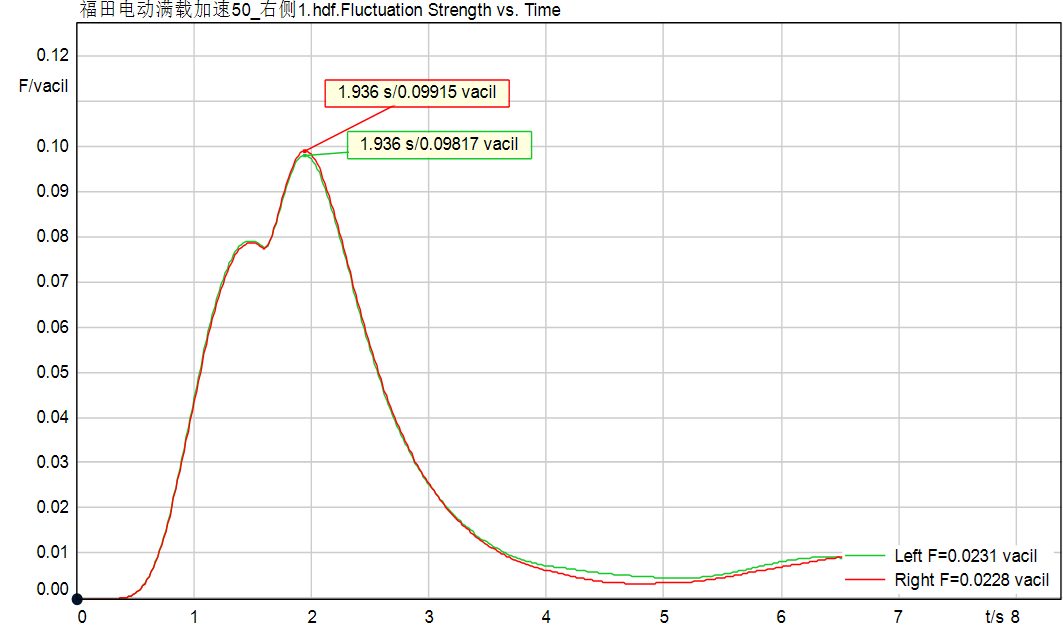 福田电动满载加速50_右侧1.hdf.Fluctuation Strength vs. Time
0.12
F/vacil
1.936 s/0.09915 vacil
0.10
1.936 s/0.09817 vacil
0.09
0.08
0.07
0.06
0.05
0.04
0.03
0.02
0.01
Left F=0.0231 vacil
Right F=0.0228 vacil
0.00
0 1 2 3 4 5 6 7 t/s 8